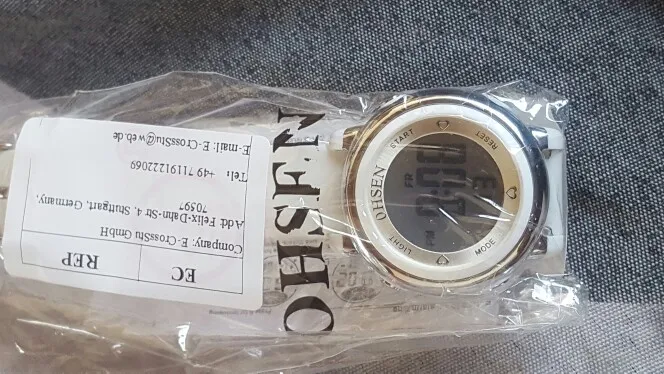 EC REP
Company: E-CrossStu GmbH
Add: Felix-Dahn-Str 4, Stuttgart, Germany,
70597
Tel: +49 71191222069
E-mail: E-CrossStu@web.de
OHSEN
START
RESET
OHSEN
LIGHT
MODE
FR